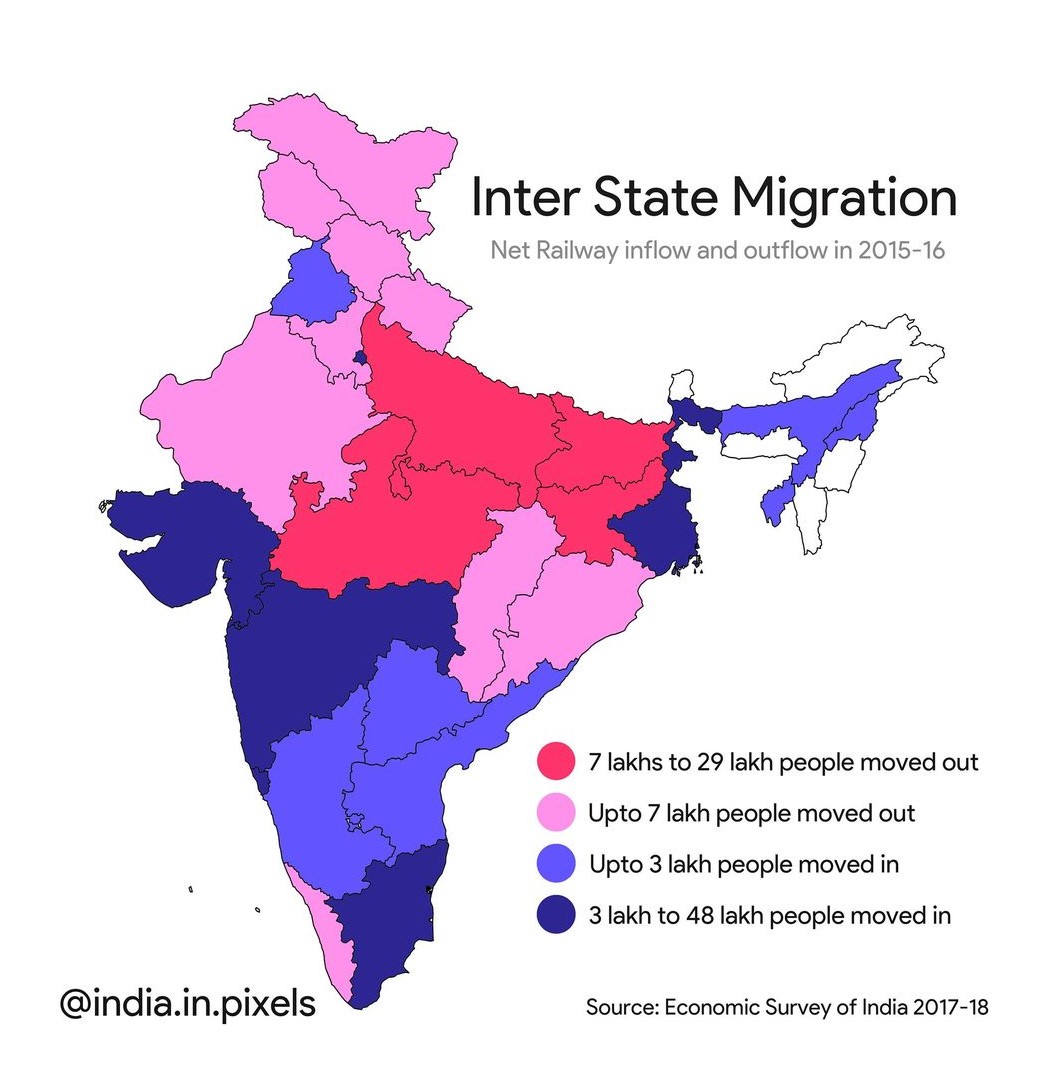 Inter State Migration
Net Railway inflow and outflow in 2015-16
7 lakhs to 29 lakh people moved out
Upto 7 lakh people moved out
Upto 3 lakh people moved in
3 lakh to 48 lakh people moved in
@india.in.pixels
Source: Economic Survey of India 2017-18